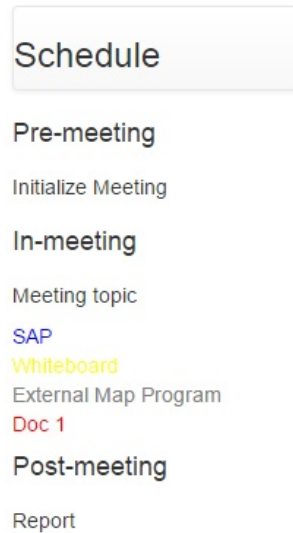 Schedule
Pre-meeting
Initialize Meeting
In-meeting
Meeting topic
SAP
Whiteboard
External Map Program
Doc 1
Post-meeting
Report